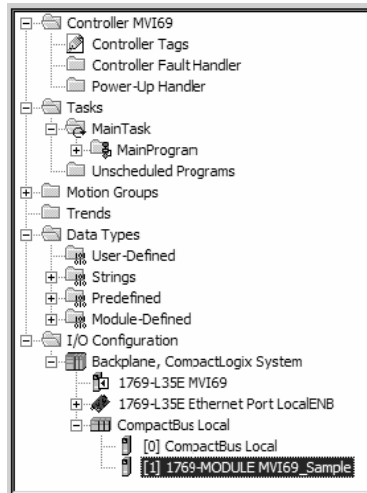 Controller MVI69
Controller Tags
Controller Fault Handler
Power-Up Handler
Tasks
MainTask
MainProgram
Unscheduled Programs
Motion Groups
Trends
Data Types
User-Defined
Strings
Predefined
Module-Defined
I/O Configuration
Backplane, CompactLogix System
1769-L35E MVI69
1769-L35E Ethernet Port LocalENB
CompactBus Local
[0] CompactBus Local
[1] 1769-MODULE MVI69_Sample